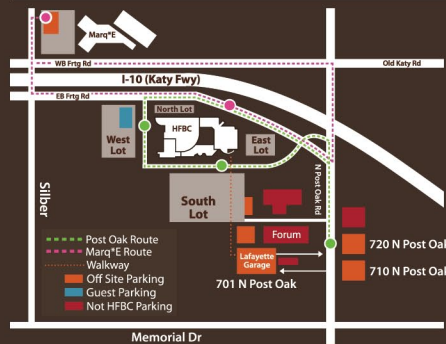 Marq*E
WB Frtg Rd
Old Katy Rd
I-10 (Katy Fwy)
EB Frtg Rd
North Lot
HFBC
West
Lot
East
Lot
N Post Oak Rd
Silber
South
Lot
Forum
Post Oak Route
Marq*E Route
Walkway
Off Site Parking
Guest Parking
Not HFBC Parking
Lafayette
Garage
701 N Post Oak
720 N Post Oak
710 N Post Oak
Memorial Dr